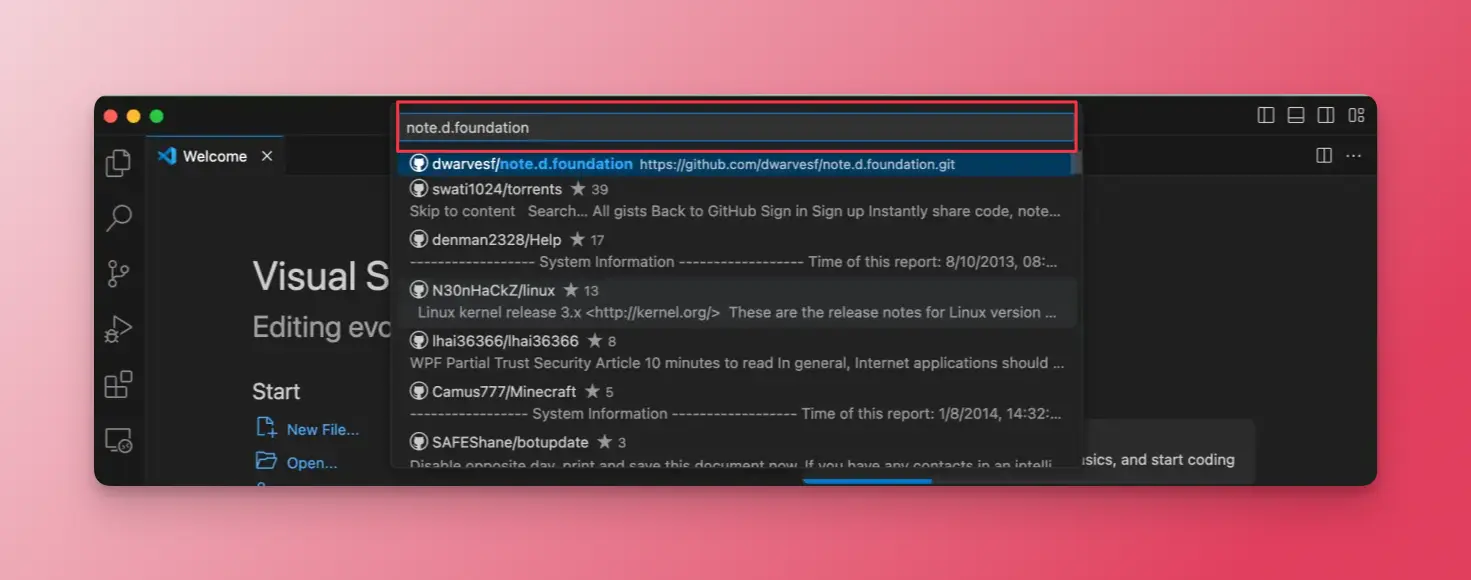 note.d.foundation
Welcome
dwarvesf/note.d.foundation https://github.com/dwarvesf/note.d.foundation.git
swati1024/torrents ★ 39
Skip to content Search... All gists Back to GitHub Sign in Sign up Instantly share code, note...
denman2328/Help ★ 17
------------------ System Information ------------------ Time of this report: 8/10/2013, 08:...
N30nHaCkZ/linux ★ 13
Linux kernel release 3.x <http://kernel.org/> These are the release notes for Linux version ...
lhai36366/lhai36366 ★ 8
WPF Partial Trust Security Article 10 minutes to read In general, Internet applications should ...
Camus777/Minecraft ★ 5
----------------- System Information ------------------ Time of this report: 1/8/2014, 14:32:...
SAFEShane/botupdate ★ 3
Disable opposite day, print and save this document now. If you have any contacts in an intelli
Visual S
Editing evo
Start
New File...
Open...
sics, and start coding